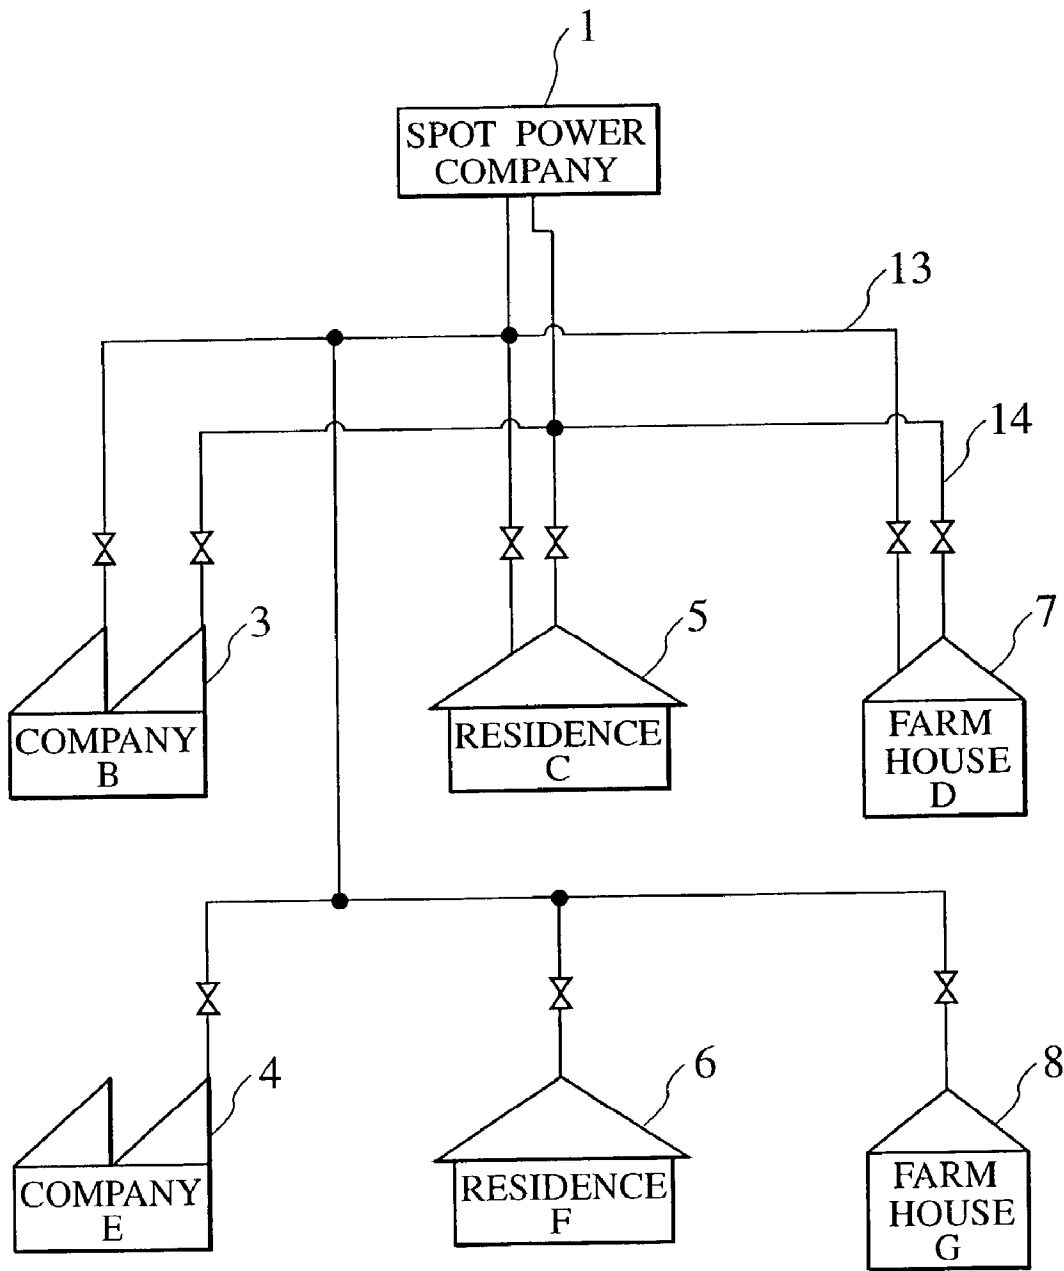 1
SPOT POWER
COMPANY
13
14
3
5
7
COMPANY
B
RESIDENCE
C
FARM
HOUSE
D
4
6
8
COMPANY
E
RESIDENCE
F
FARM
HOUSE
G